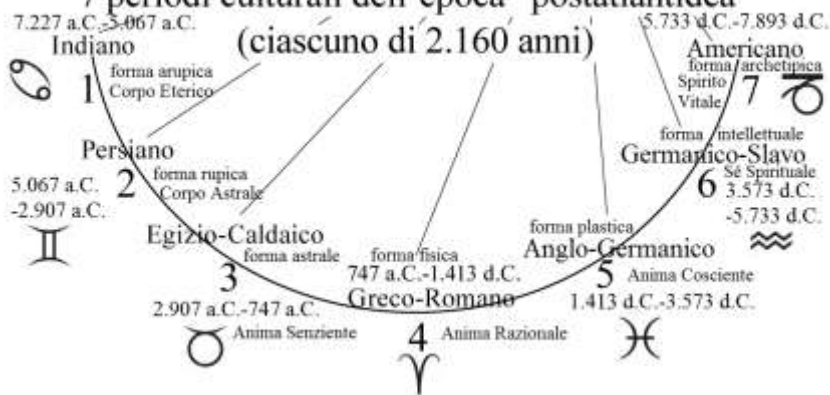 7 periodi culturali dell'epoca postatlantidea
(ciascuno di 2.160 anni)
7.227 a.C.-5.067 a.C.
Indiano
1
forma arupica
Corpo Eterico
Persiano
2
forma rupica
Corpo Astrale
5.067 a.C.
-2.907 a.C.
Egizio-Caldaico
3
forma astrale
2.907 a.C.-747 a.C.
Anima Senziente
forma fisica
747 a.C.-1.413 d.C.
Greco-Romano
4
Anima Razionale
forma plastica
Anglo-Germanico
5
Anima Cosciente
1.413 d.C.-3.573 d.C.
forma intellettuale
Germanico-Slavo
6
Sé Spirituale
3.573 d.C.
-5.733 d.C.
5.733 d.C.-7.893 d.C.
Americano
forma archetipica
Spirito
Vitale
7